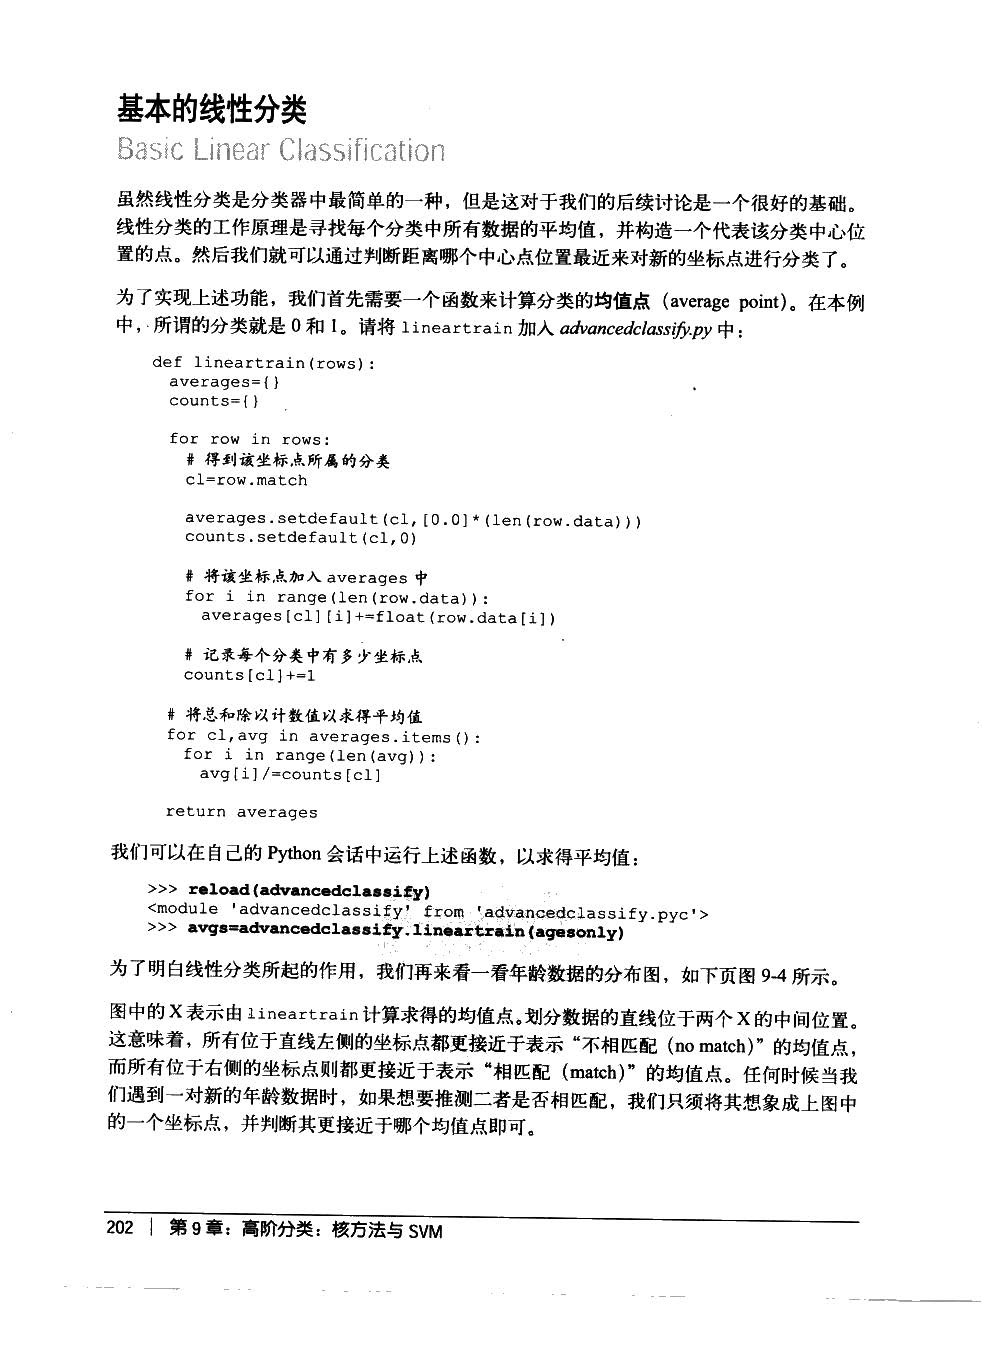 基本的线性分类
Basic Linear Classification
虽然线性分类是分类器中最简单的一种，但是这对于我们的后续讨论是一个很好的基础。
线性分类的工作原理是寻找每个分类中所有数据的平均值，并构造一个代表该分类中心位
置的点。然后我们就可以通过判断距离哪个中心点位置最近来对新的坐标点进行分类了。
为了实现上述功能，我们首先需要一个函数来计算分类的均值点（average point）。在本例
中，所谓的分类就是 0 和 1。请将 lineartrain 加入 advancedclassify.py 中：
def lineartrain(rows):
  averages={}
  counts={}
  for row in rows:
    # 得到该坐标点所属的分类
    cl=row.match
    averages.setdefault(cl,[0.0]*(len(row.data)))
    counts.setdefault(cl,0)
    # 将该坐标点加入 averages 中
    for i in range(len(row.data)):
      averages[cl][i]+=float(row.data[i])
    # 记录每个分类中有多少坐标点
    counts[cl]+=1
  # 将总和除以计数值以求得平均值
  for cl,avg in averages.items():
    for i in range(len(avg)):
      avg[i]/=counts[cl]
  return averages
我们可以在自己的 Python 会话中运行上述函数，以求得平均值：
>>> reload(advancedclassify)
<module 'advancedclassify' from 'advancedclassify.pyc'>
>>> avgs=advancedclassify.lineartrain(agesonly)
为了明白线性分类所起的作用，我们再来看一看年龄数据的分布图，如下页图 9-4 所示。
图中的 X 表示由 lineartrain 计算求得的均值点。划分数据的直线位于两个 X 的中间位置。
这意味着，所有位于直线左侧的坐标点都更接近于表示“不相匹配（no match）”的均值点，
而所有位于右侧的坐标点则都更接近于表示“相匹配（match）”的均值点。任何时候当我
们遇到一对新的年龄数据时，如果想要推测二者是否相匹配，我们只须将其想象成上图中
的一个坐标点，并判断其更接近于哪个均值点即可。
202 | 第 9 章：高阶分类：核方法与 SVM